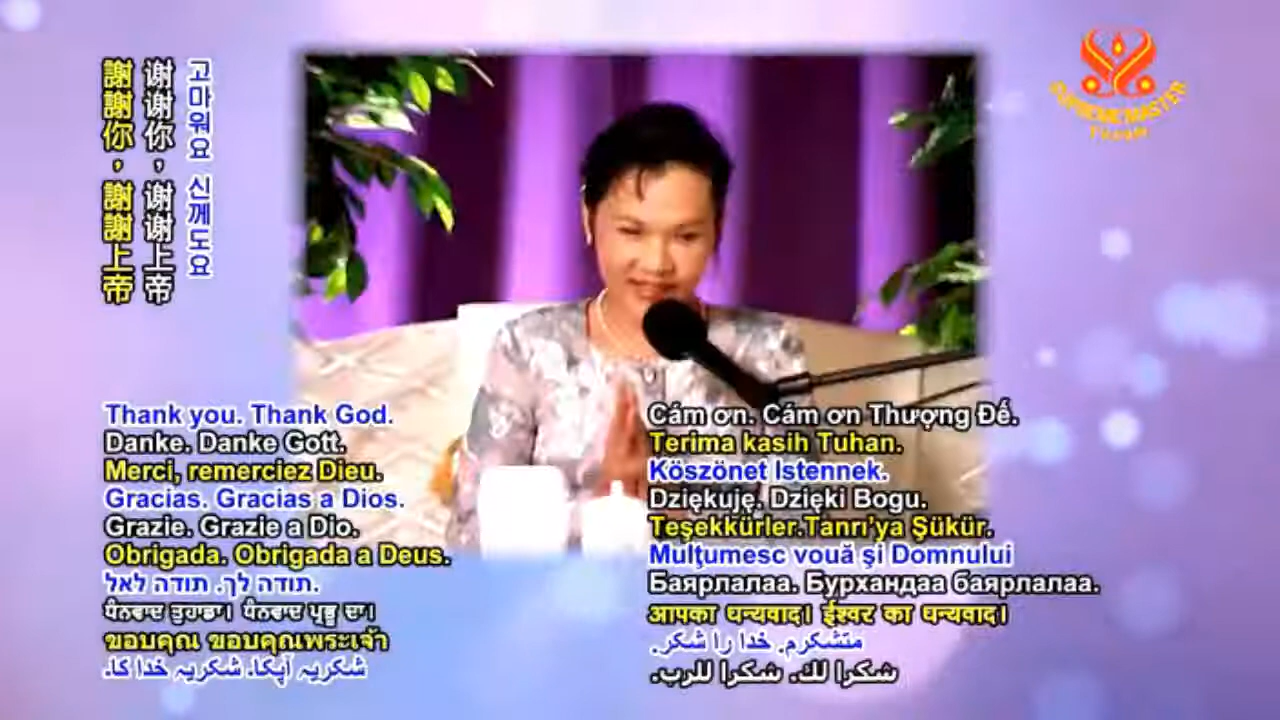 謝謝你，謝謝上帝
谢谢你，谢谢上帝
고마워요 신께도요
SUPREME MASTER
TELEVISION
Thank you. Thank God.
Danke. Danke Gott.
Merci, remerciez Dieu.
Gracias. Gracias a Dios.
Grazie. Grazie a Dio.
Obrigada. Obrigada a Deus.
תודה לך. תודה לאל.
ਧੰਨਵਾਦ ਤੁਹਾਡਾ। ਧੰਨਵਾਦ ਪ੍ਰਭੂ ਦਾ।
ขอบคุณ ขอบคุณพระเจ้า
شکریہ آپکا. شکریہ خدا کا.
Cám ơn. Cám ơn Thượng Đế.
Terima kasih Tuhan.
Köszönet Istennek.
Dziękuję. Dzięki Bogu.
Teşekkürler.Tanrı'ya Şükür.
Mulţumesc vouă şi Domnului
Баярлалаа. Бурхандаа баярлалаа.
आपका धन्यवाद। ईश्वर का धन्यवाद।
متشکرم. خدا را شکر.
شكرا لك. شكرا للرب.